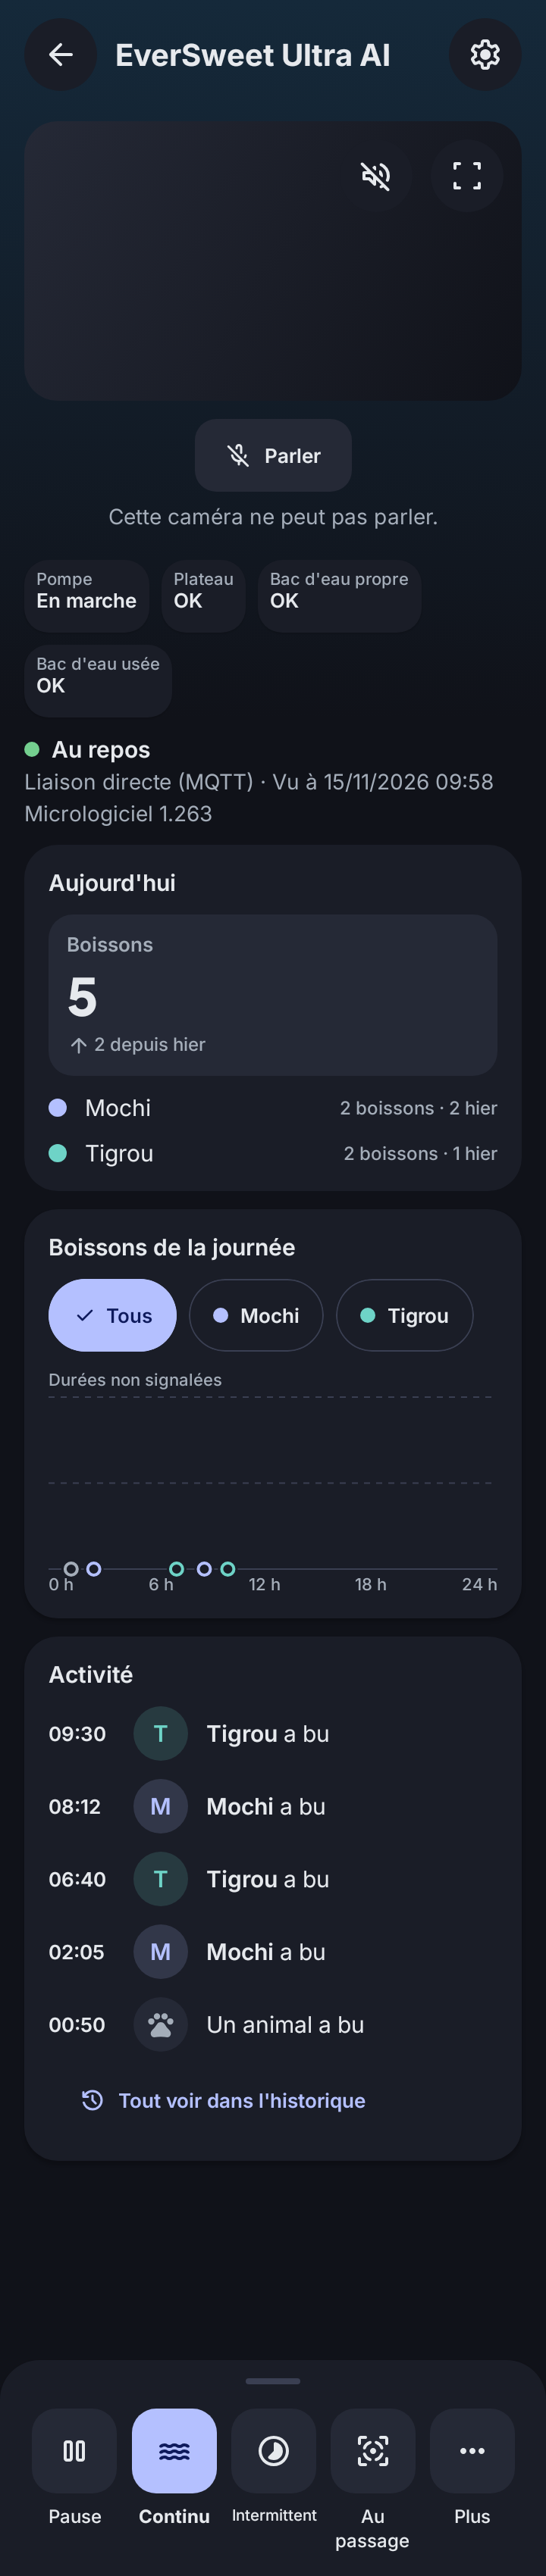 EverSweet Ultra AI
Parler
Cette caméra ne peut pas parler.
Pompe
En marche
Plateau
OK
Bac d'eau propre
OK
Bac d'eau usée
OK
Au repos
Liaison directe (MQTT) · Vu à 15/11/2026 09:58
Micrologiciel 1.263
Aujourd'hui
Boissons
5
↑ 2 depuis hier
Mochi 2 boissons · 2 hier
Tigrou 2 boissons · 1 hier
Boissons de la journée
Tous Mochi Tigrou
Durées non signalées
0 h 6 h 12 h 18 h 24 h
Activité
09:30 T Tigrou a bu
08:12 M Mochi a bu
06:40 T Tigrou a bu
02:05 M Mochi a bu
00:50 Un animal a bu
Tout voir dans l'historique
Pause Continu Intermittent Au passage Plus